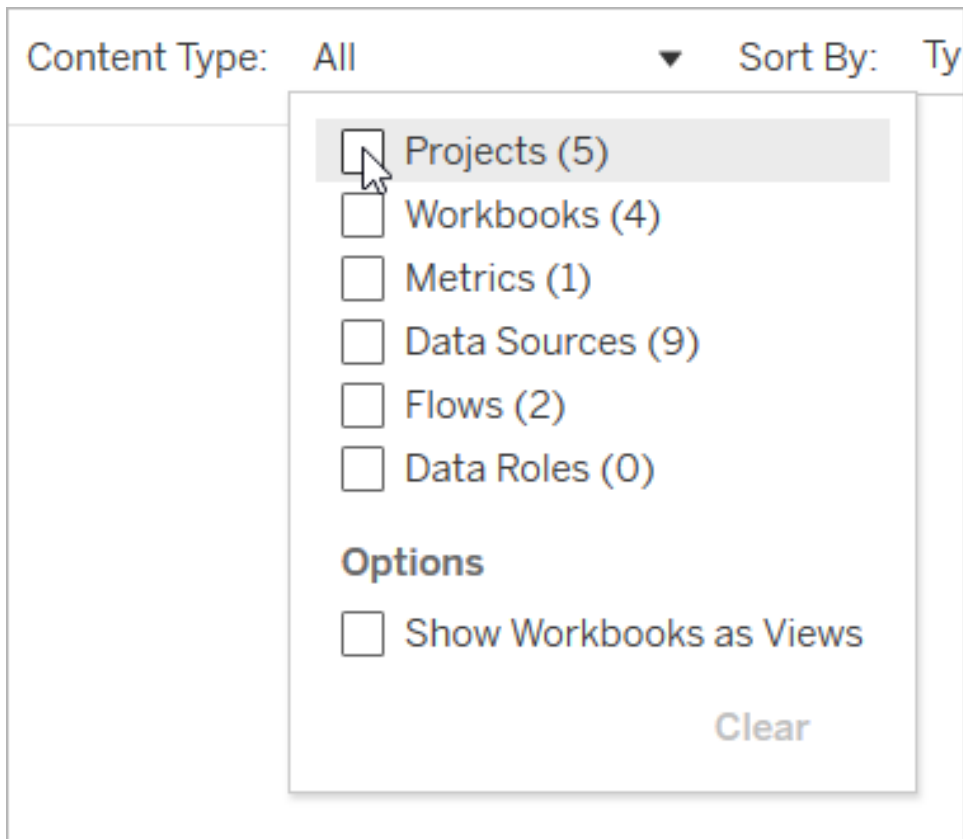 Content Type: All Sort By: Ty
Projects (5)
Workbooks (4)
Metrics (1)
Data Sources (9)
Flows (2)
Data Roles (0)
Options
Show Workbooks as Views
Clear